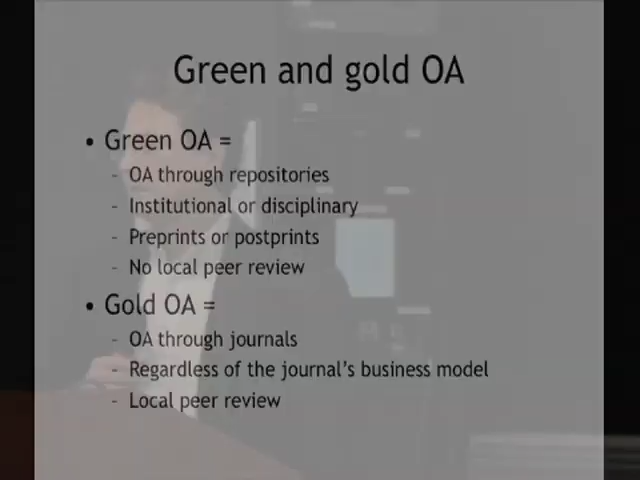 Green and gold OA
• Green OA =
- OA through repositories
- Institutional or disciplinary
- Preprints or postprints
- No local peer review
• Gold OA =
- OA through journals
- Regardless of the journal's business model
- Local peer review